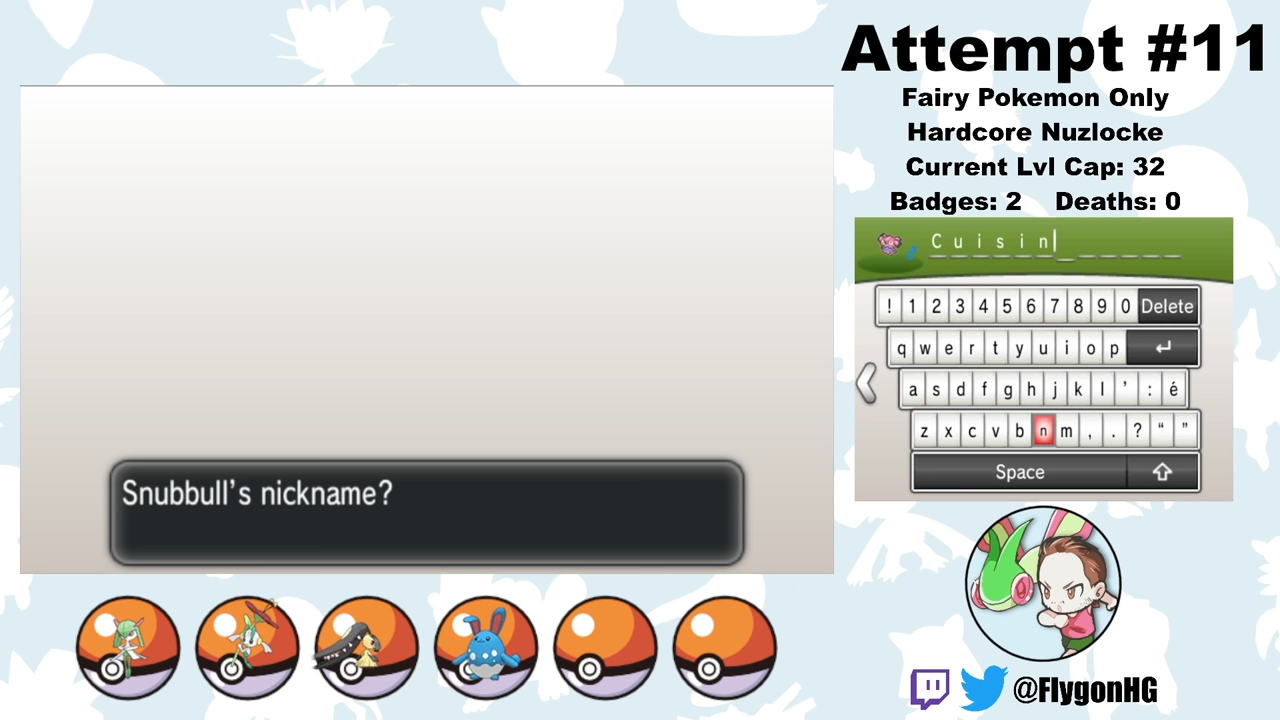 Attempt #11
Fairy Pokemon Only
Hardcore Nuzlocke
Current Lvl Cap: 32
Badges: 2 Deaths: 0
Cuisin
! 1 2 3 4 5 6 7 8 9 0 Delete
q w e r t y u i o p
a s d f g h j k l ’ : é
z x c v b n m , . ? “ ”
Space
Snubbull’s nickname?
@FlygonHG